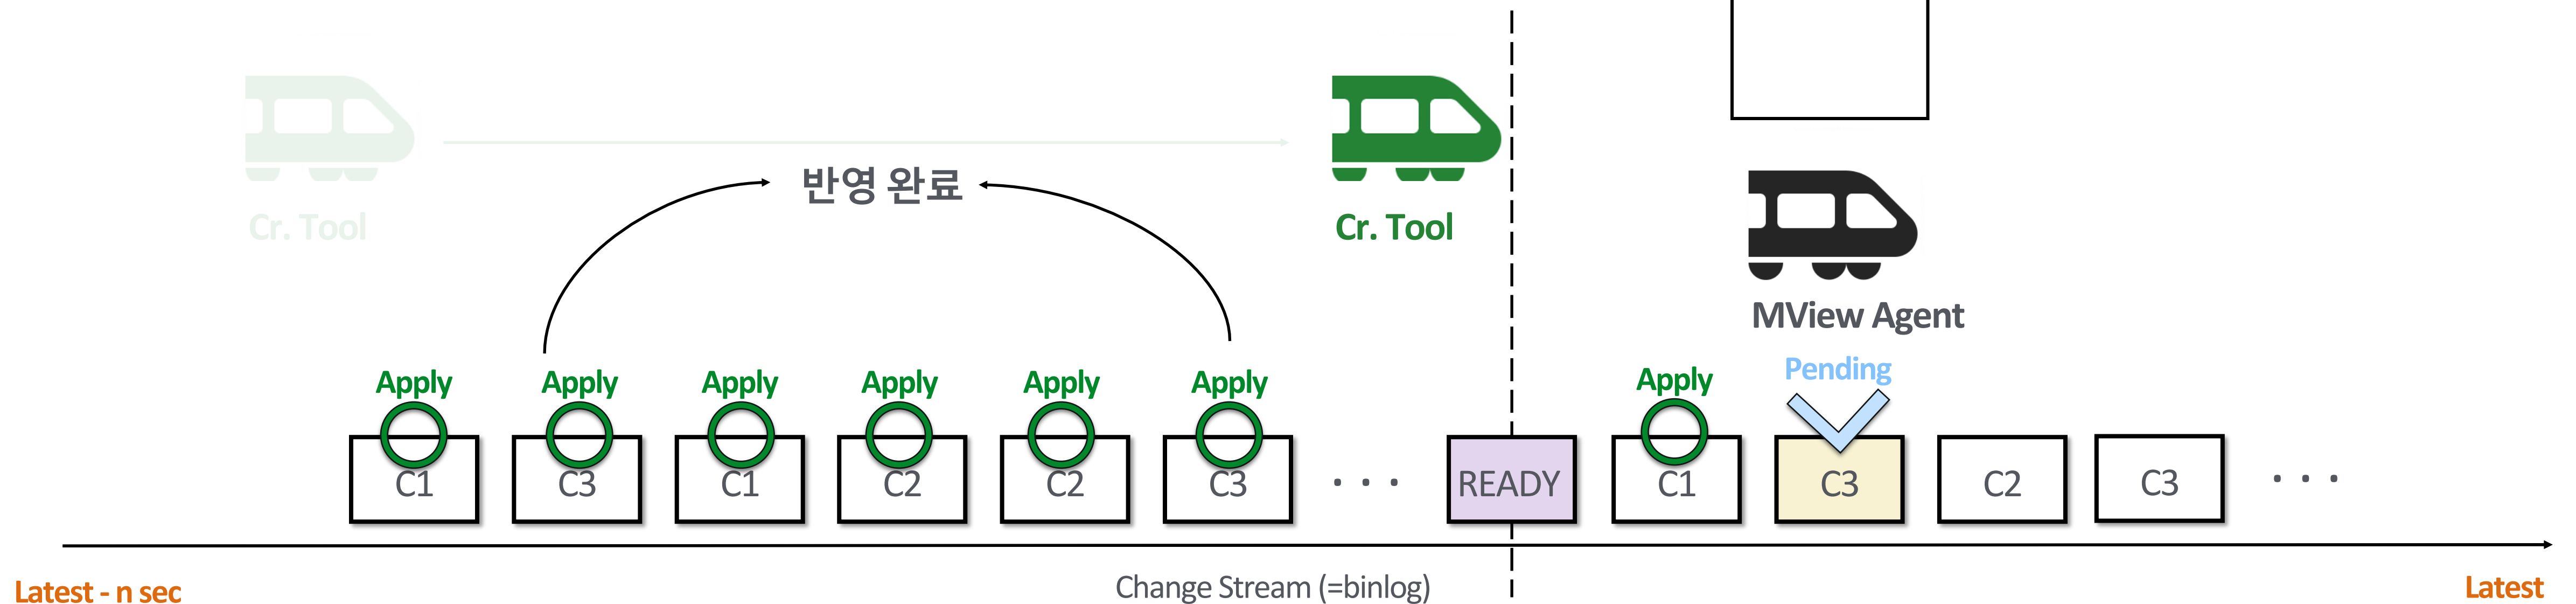 Cr. Tool
반영 완료
Cr. Tool
MView Agent
Apply
Apply
Apply
Apply
Apply
Apply
Apply
Pending
C1
C3
C1
C2
C2
C3
· · ·
READY
C1
C3
C2
C3
· · ·
Latest - n sec
Change Stream (=binlog)
Latest